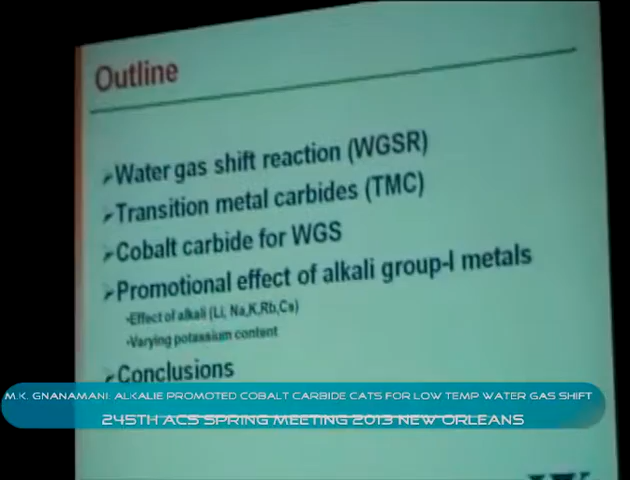 Outline
Water gas shift reaction (WGSR)
Transition metal carbides (TMC)
Cobalt carbide for WGS
Promotional effect of alkali group-I metals
-Effect of alkali (Li, Na,K,Rb,Cs)
-Varying potassium content
Conclusions
M.K. GNANAMANI: ALKALIE PROMOTED COBALT CARBIDE CATS FOR LOW TEMP WATER GAS SHIFT
245TH ACS SPRING MEETING 2013 NEW ORLEANS